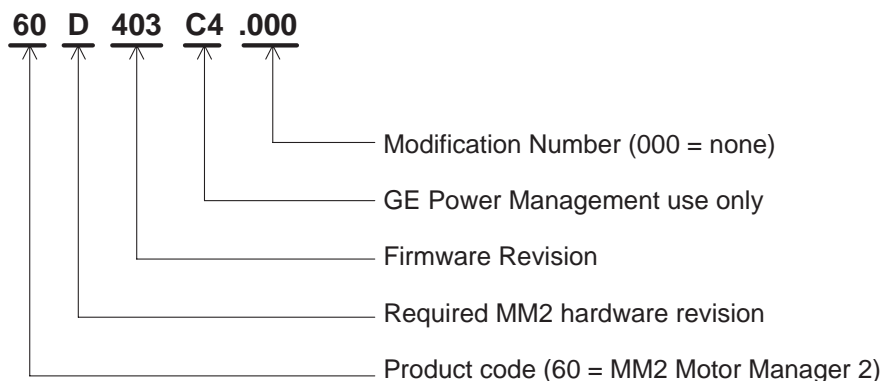 60 D 403 C4 .000
Modification Number (000 = none)
GE Power Management use only
Firmware Revision
Required MM2 hardware revision
Product code (60 = MM2 Motor Manager 2)